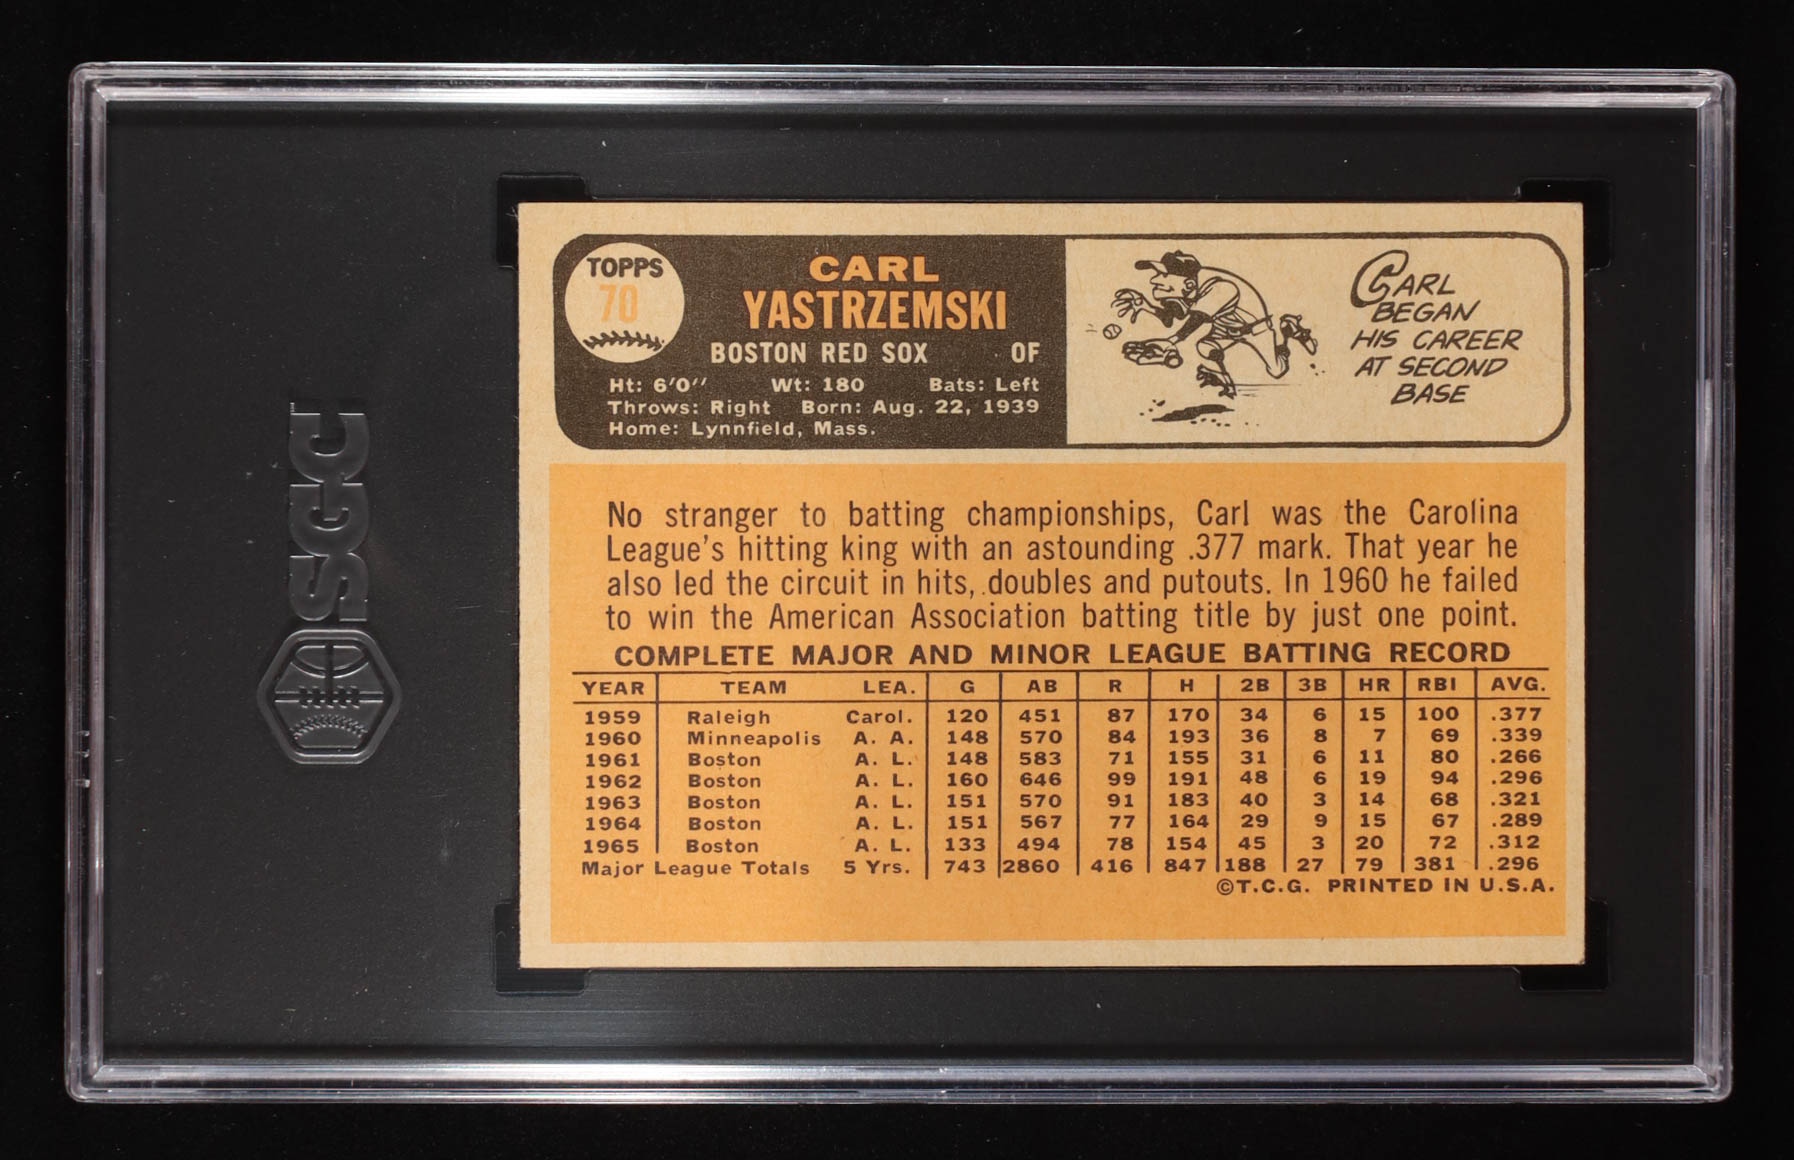 SGC
TOPPS
70
CARL
YASTRZEMSKI
BOSTON RED SOX OF
Ht: 6'0" Wt: 180 Bats: Left
Throws: Right Born: Aug. 22, 1939
Home: Lynnfield, Mass.
CARL
BEGAN
HIS CAREER
AT SECOND
BASE
No stranger to batting championships, Carl was the Carolina
League's hitting king with an astounding .377 mark. That year he
also led the circuit in hits, doubles and putouts. In 1960 he failed
to win the American Association batting title by just one point.
COMPLETE MAJOR AND MINOR LEAGUE BATTING RECORD
YEAR TEAM LEA. G AB R H 2B 3B HR RBI AVG.
1959 Raleigh Carol. 120 451 87 170 34 6 15 100 .377
1960 Minneapolis A. A. 148 570 84 193 36 8 7 69 .339
1961 Boston A. L. 148 583 71 155 31 6 11 80 .266
1962 Boston A. L. 160 646 99 191 48 6 19 94 .296
1963 Boston A. L. 151 570 91 183 40 3 14 68 .321
1964 Boston A. L. 151 567 77 164 29 9 15 67 .289
1965 Boston A. L. 133 494 78 154 45 3 20 72 .312
Major League Totals 5 Yrs. 743 2860 416 847 188 27 79 381 .296
©T.C.G. PRINTED IN U.S.A.